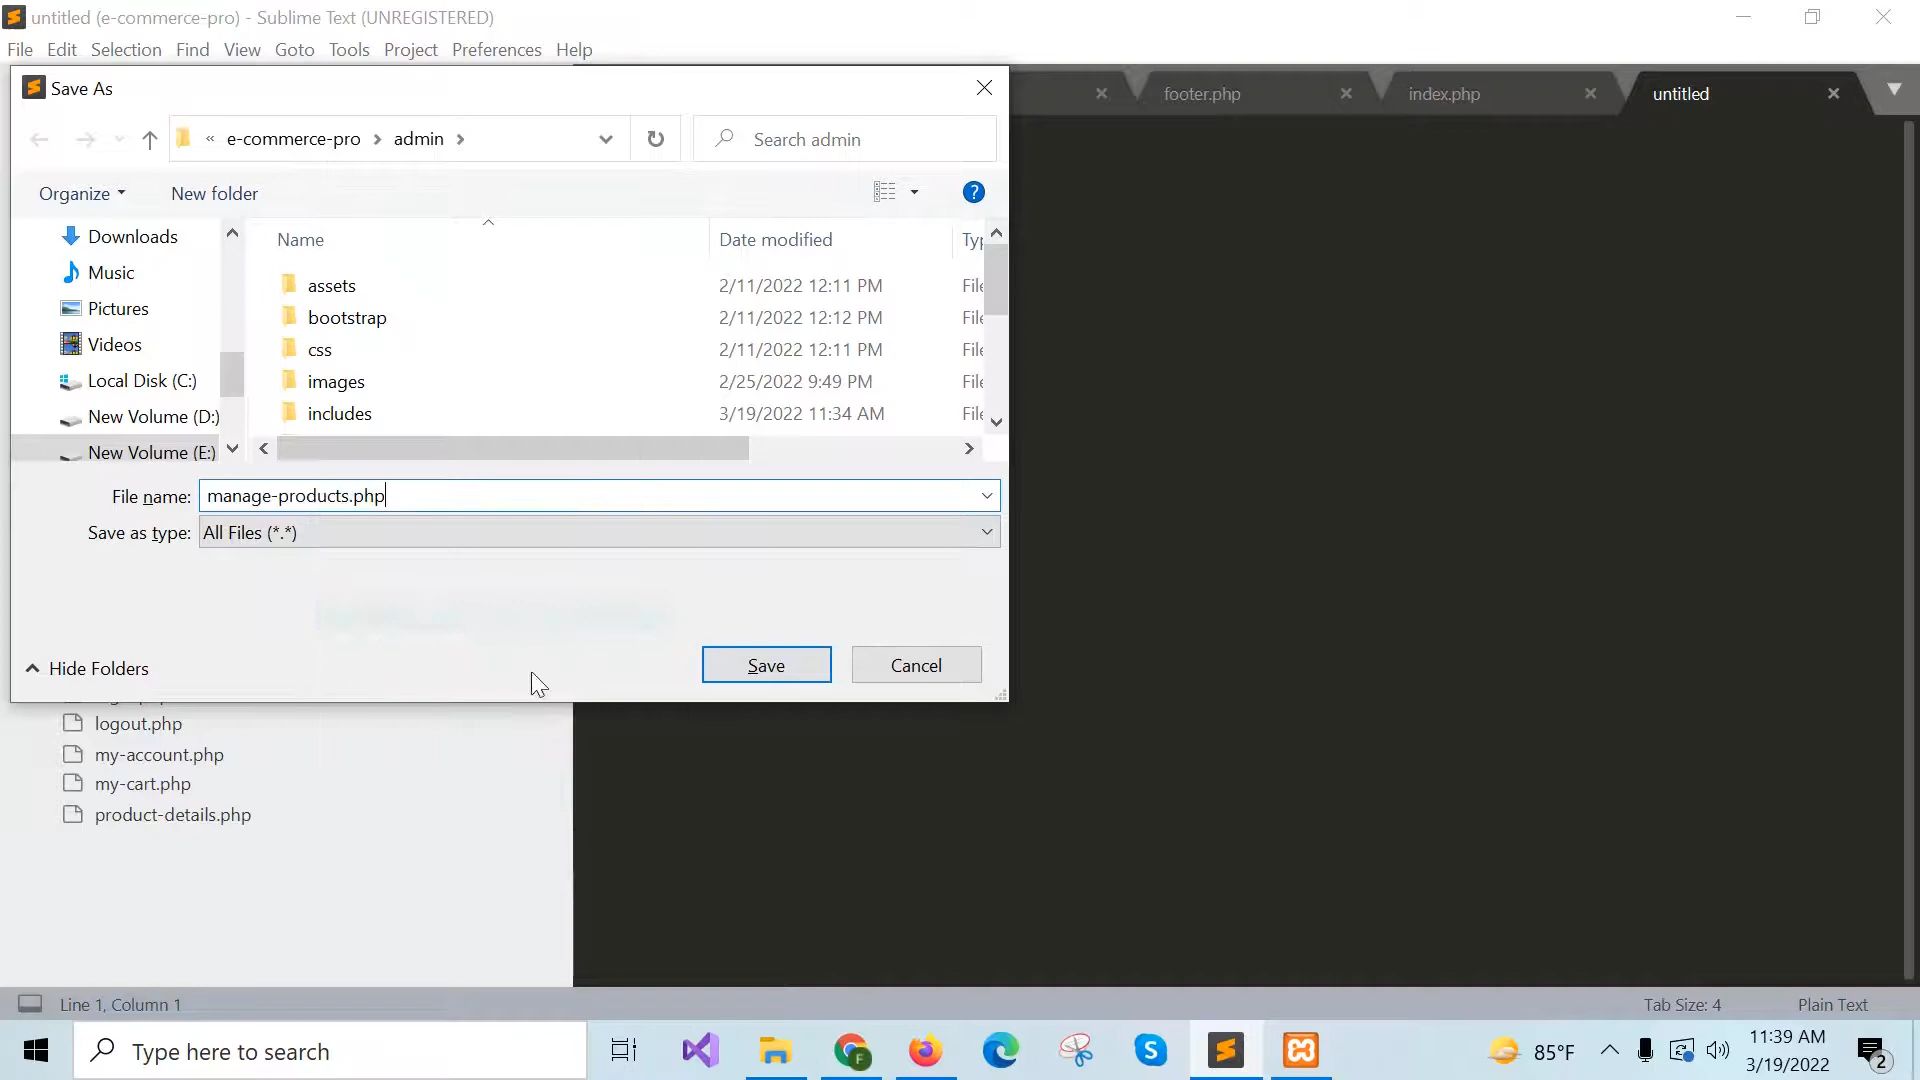 untitled (e-commerce-pro) - Sublime Text (UNREGISTERED)
File Edit Selection Find View Goto Tools Project Preferences Help
Save As
footer.php
index.php
untitled
« e-commerce-pro > admin >
Search admin
Organize
New folder
Downloads
Music
Pictures
Videos
Local Disk (C:)
New Volume (D:)
New Volume (E:)
Name Date modified
assets 2/11/2022 12:11 PM
bootstrap 2/11/2022 12:12 PM
css 2/11/2022 12:11 PM
images 2/25/2022 9:49 PM
includes 3/19/2022 11:34 AM
File name: manage-products.php
Save as type: All Files (*.*)
Hide Folders
Save
Cancel
logout.php
my-account.php
my-cart.php
product-details.php
Line 1, Column 1
Tab Size: 4
Plain Text
Type here to search
85°F
11:39 AM
3/19/2022
2